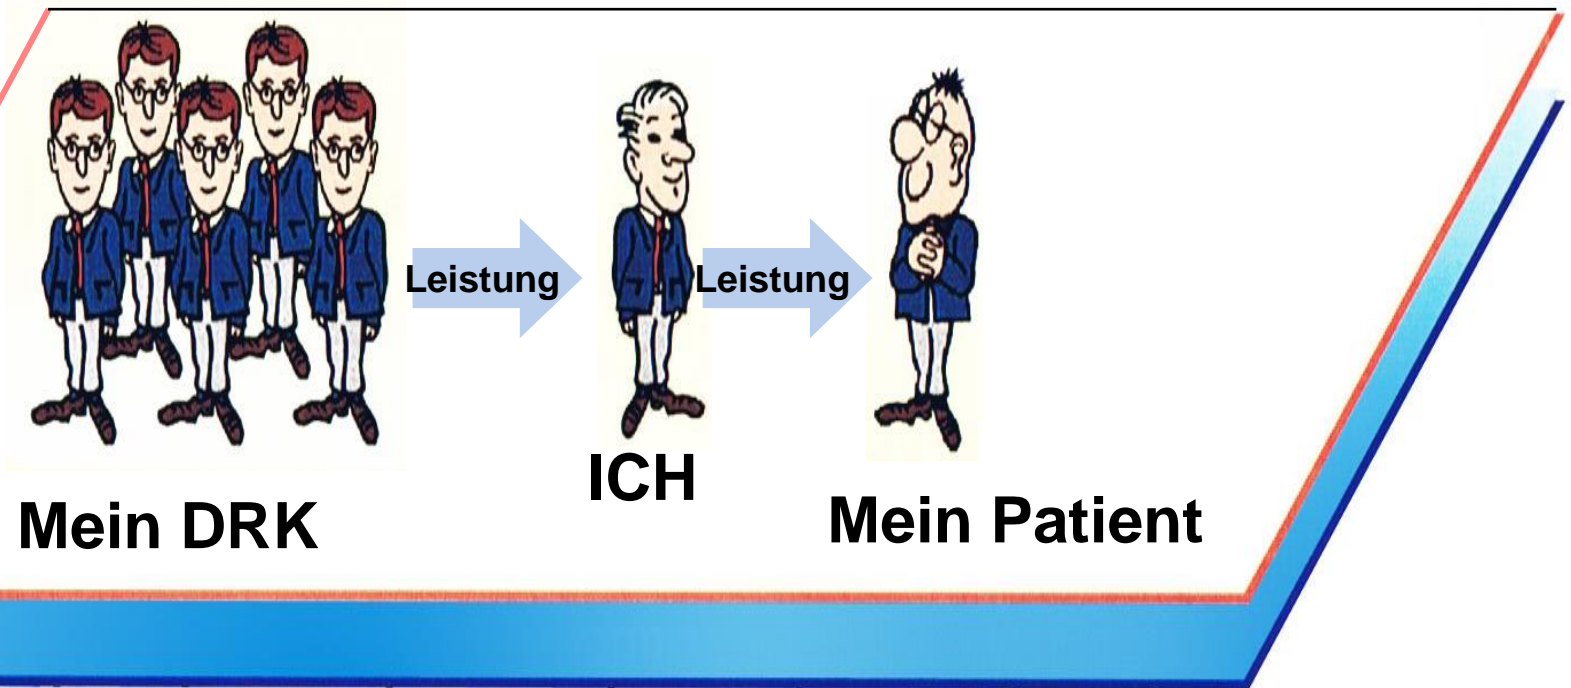 Leistung
Leistung
ICH
Mein DRK
Mein Patient